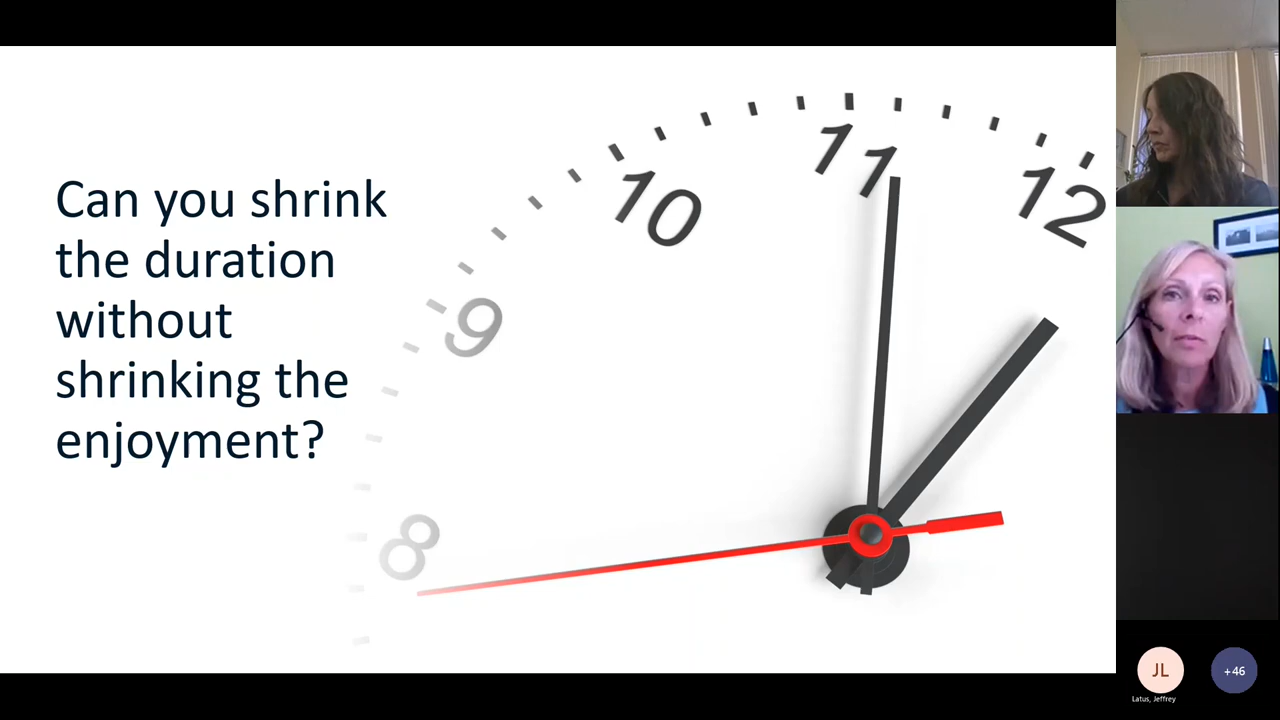 Can you shrink
the duration
without
shrinking the
enjoyment?
8
9
10
11
12
JL
Latus, Jeffrey
+46